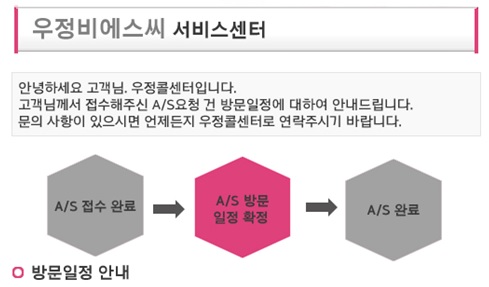 우정비에스씨 서비스센터
안녕하세요 고객님. 우정콜센터입니다.
고객님께서 접수해주신 A/S요청 건 방문일정에 대하여 안내드립니다.
문의 사항이 있으시면 언제든지 우정콜센터로 연락주시기 바랍니다.
A/S 접수 완료
A/S 방문
일정 확정
A/S 완료
방문일정 안내